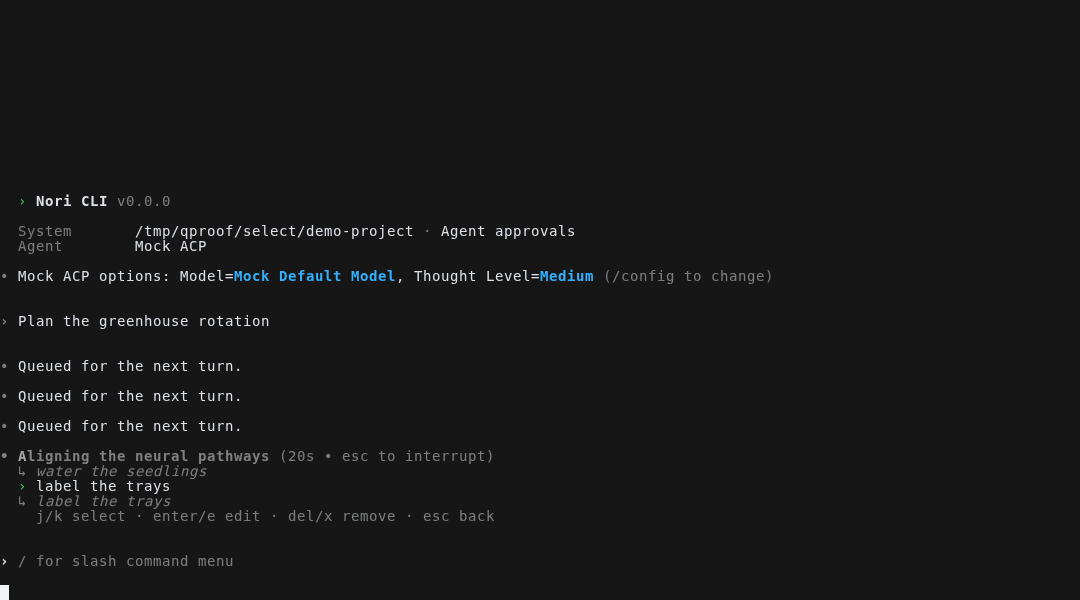 › Nori CLI v0.0.0
System /tmp/qproof/select/demo-project · Agent approvals
Agent Mock ACP
• Mock ACP options: Model=Mock Default Model, Thought Level=Medium (/config to change)
› Plan the greenhouse rotation
• Queued for the next turn.
• Queued for the next turn.
• Queued for the next turn.
• Aligning the neural pathways (20s • esc to interrupt)
↳ water the seedlings
› label the trays
↳ label the trays
j/k select · enter/e edit · del/x remove · esc back
› / for slash command menu